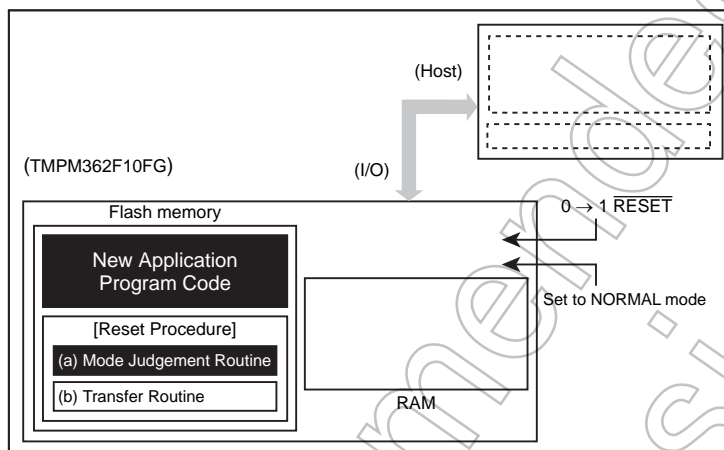 (Host)
(TMPM362F10FG)
(I/O)
Flash memory
0 → 1 RESET
New Application
Program Code
Set to NORMAL mode
[Reset Procedure]
(a) Mode Judgement Routine
(b) Transfer Routine
RAM